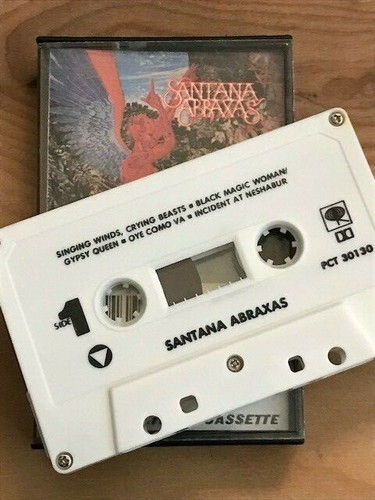 SANTANA
ABRAXAS
SINGING WINDS, CRYING BEASTS ■ BLACK MAGIC WOMAN/
GYPSY QUEEN ■ OYE COMO VA ■ INCIDENT AT NESHABUR
SIDE 1
PCT 30130
SANTANA ABRAXAS
CASSETTE